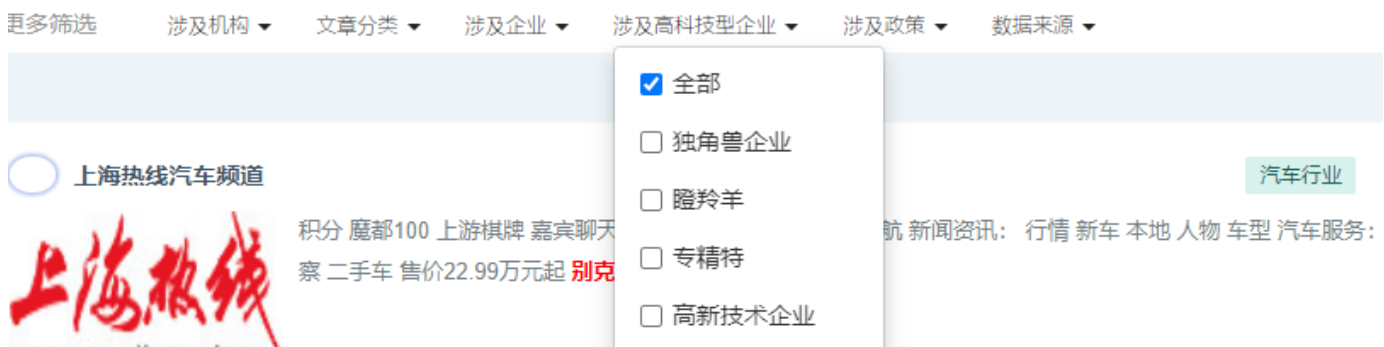 更多筛选 涉及机构 文章分类 涉及企业 涉及高科技型企业 涉及政策 数据来源
全部
独角兽企业
瞪羚羊
专精特
高新技术企业
上海热线汽车频道 汽车行业
积分 魔都100 上游棋牌 嘉宾聊天 航 新闻资讯： 行情 新车 本地 人物 车型 汽车服务：
察 二手车 售价22.99万元起 别克
上海热线